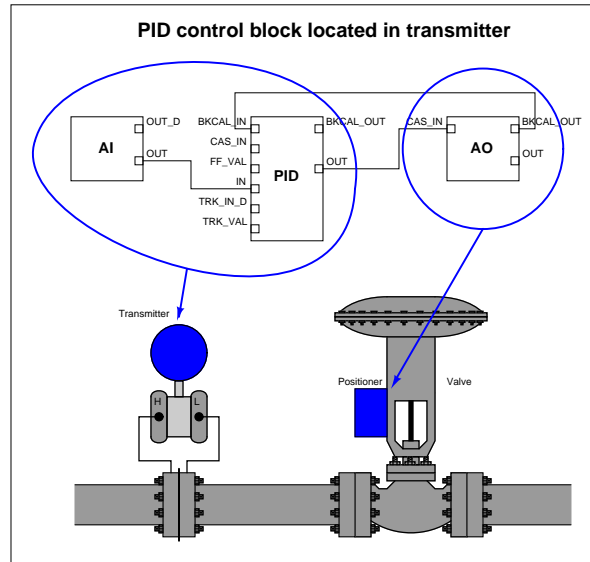 PID control block located in transmitter
OUT_D
AI
OUT
BKCAL_IN
CAS_IN
FF_VAL
IN
TRK_IN_D
TRK_VAL
PID
BKCAL_OUT
OUT
CAS_IN
AO
BKCAL_OUT
OUT
Transmitter
H
L
Positioner
Valve